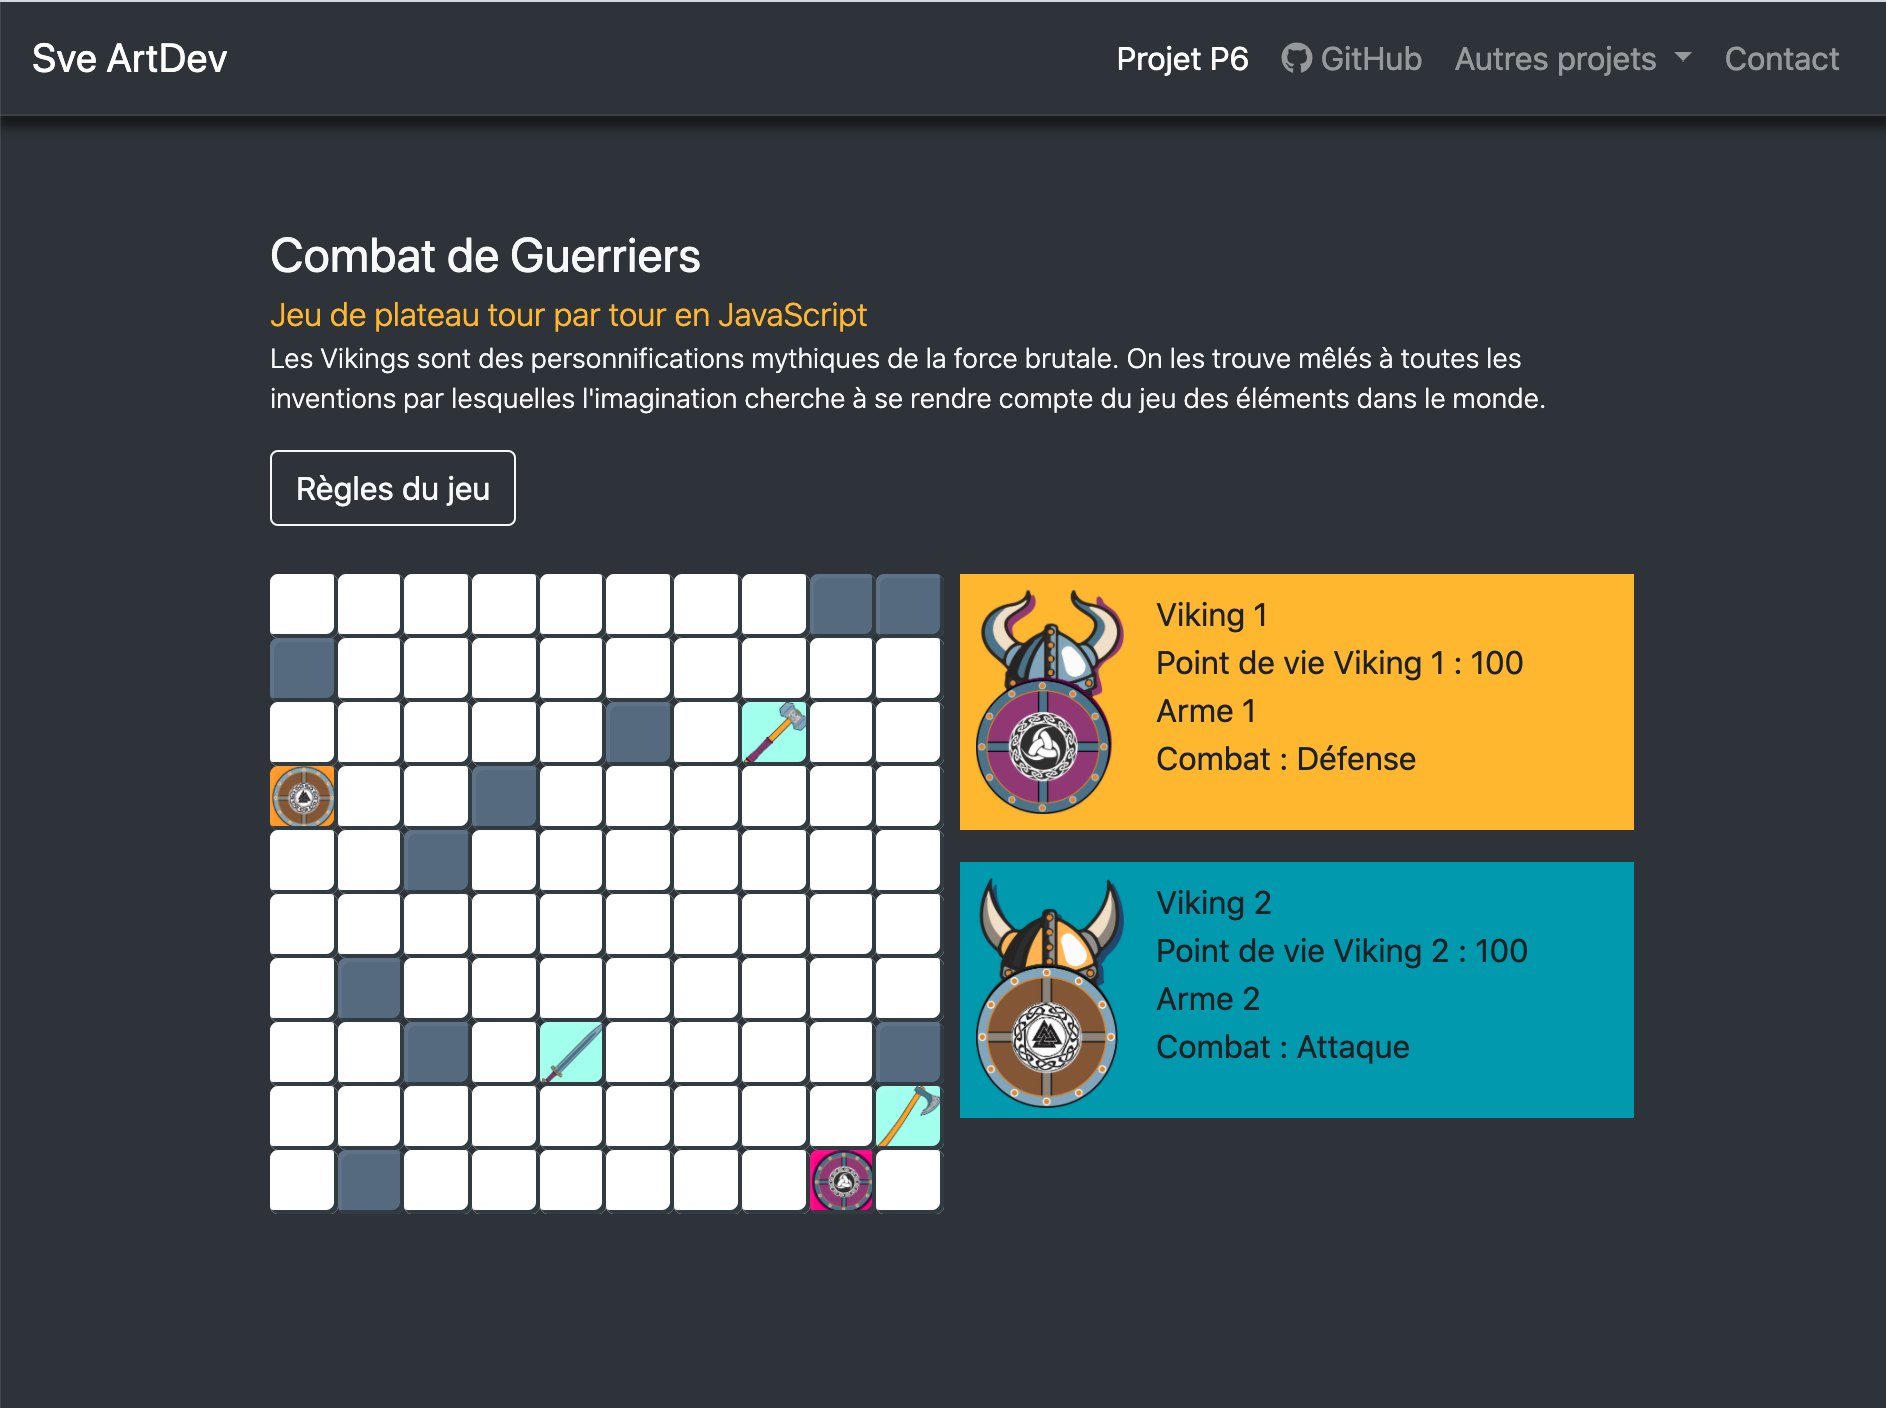 Sve ArtDev
Projet P6
GitHub
Autres projets
Contact
Combat de Guerriers
Jeu de plateau tour par tour en JavaScript
Les Vikings sont des personnifications mythiques de la force brutale. On les trouve mêlés à toutes les
inventions par lesquelles l'imagination cherche à se rendre compte du jeu des éléments dans le monde.
Règles du jeu
Viking 1
Point de vie Viking 1 : 100
Arme 1
Combat : Défense
Viking 2
Point de vie Viking 2 : 100
Arme 2
Combat : Attaque